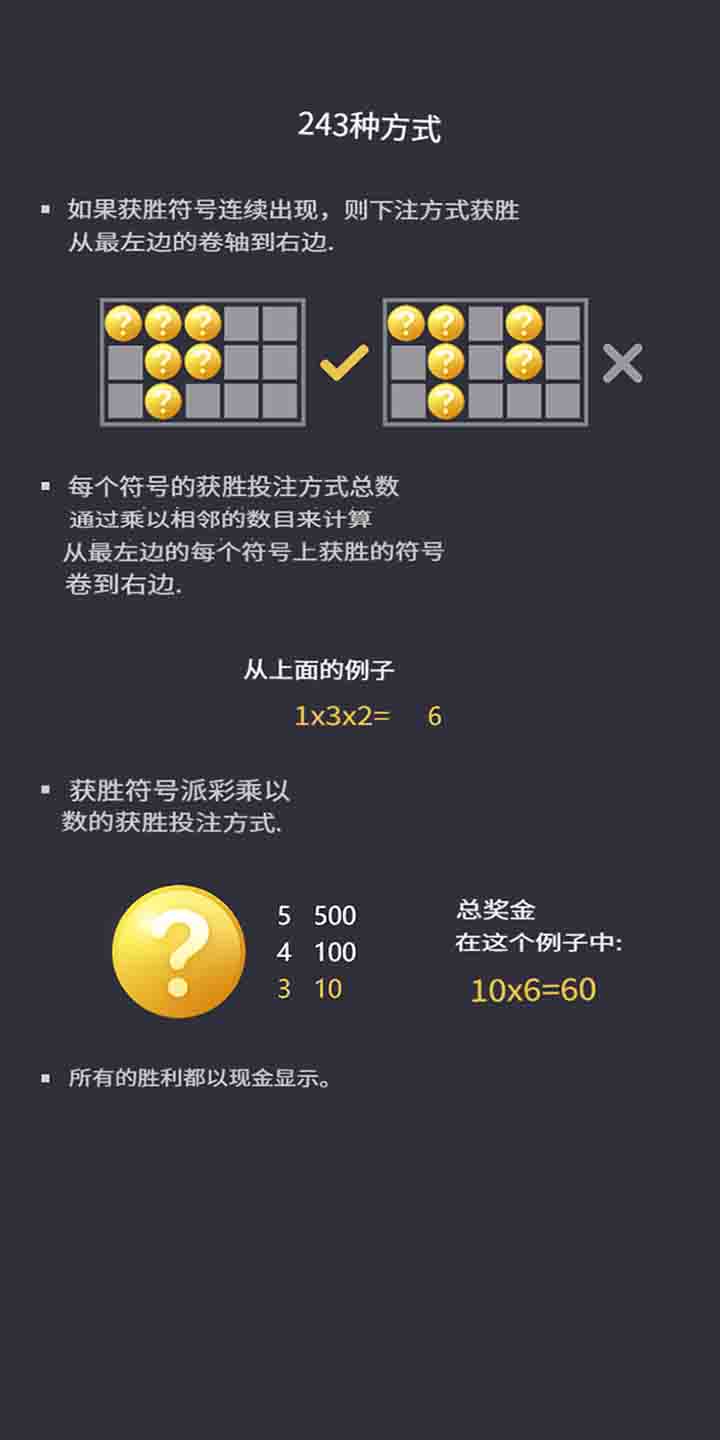 243种方式
如果获胜符号连续出现，则下注方式获胜
从最左边的卷轴到右边.
每个符号的获胜投注方式总数
通过乘以相邻的数目来计算
从最左边的每个符号上获胜的符号
卷到右边.
从上面的例子
1x3x2= 6
获胜符号派彩乘以
数的获胜投注方式.
5 500
4 100
3 10
总奖金
在这个例子中:
10x6=60
所有的胜利都以现金显示。